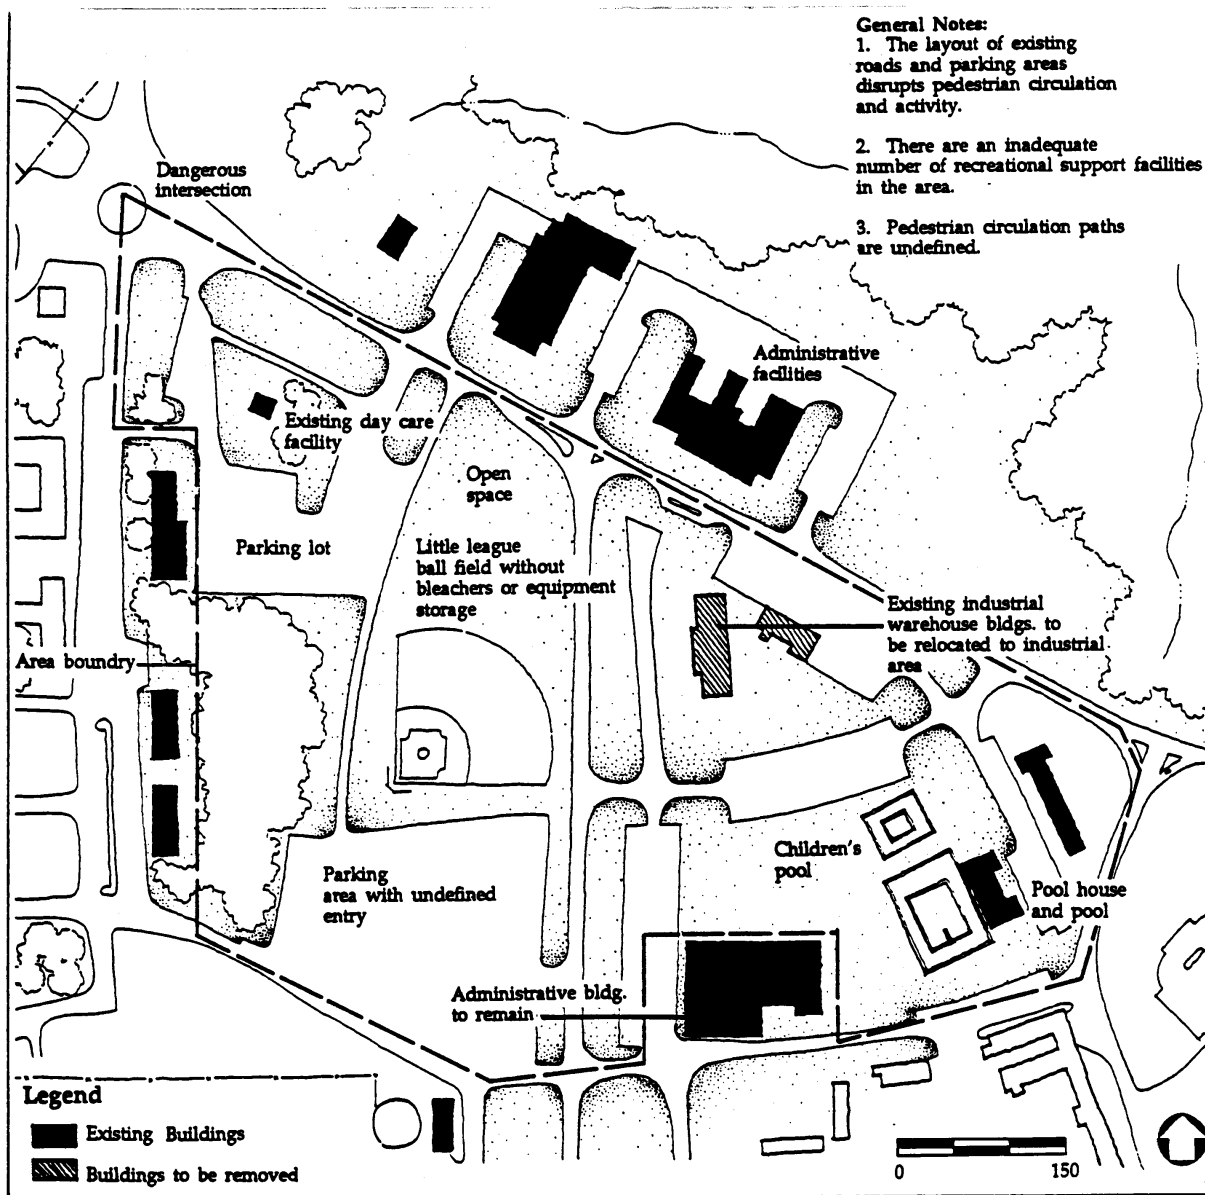 General Notes:
1. The layout of existing
roads and parking areas
disrupts pedestrian circulation
and activity.
2. There are an inadequate
number of recreational support facilities
in the area.
3. Pedestrian circulation paths
are undefined.
Dangerous
intersection
Administrative
facilities
Existing day care
facility
Open
space
Parking lot
Little league
ball field without
bleachers or equipment
storage
Existing industrial
warehouse bldgs. to
be relocated to industrial
area
Area boundry
Children's
pool
Parking
area with undefined
entry
Pool house
and pool
Administrative bldg.
to remain
Legend
Existing Buildings
Buildings to be removed
0 150